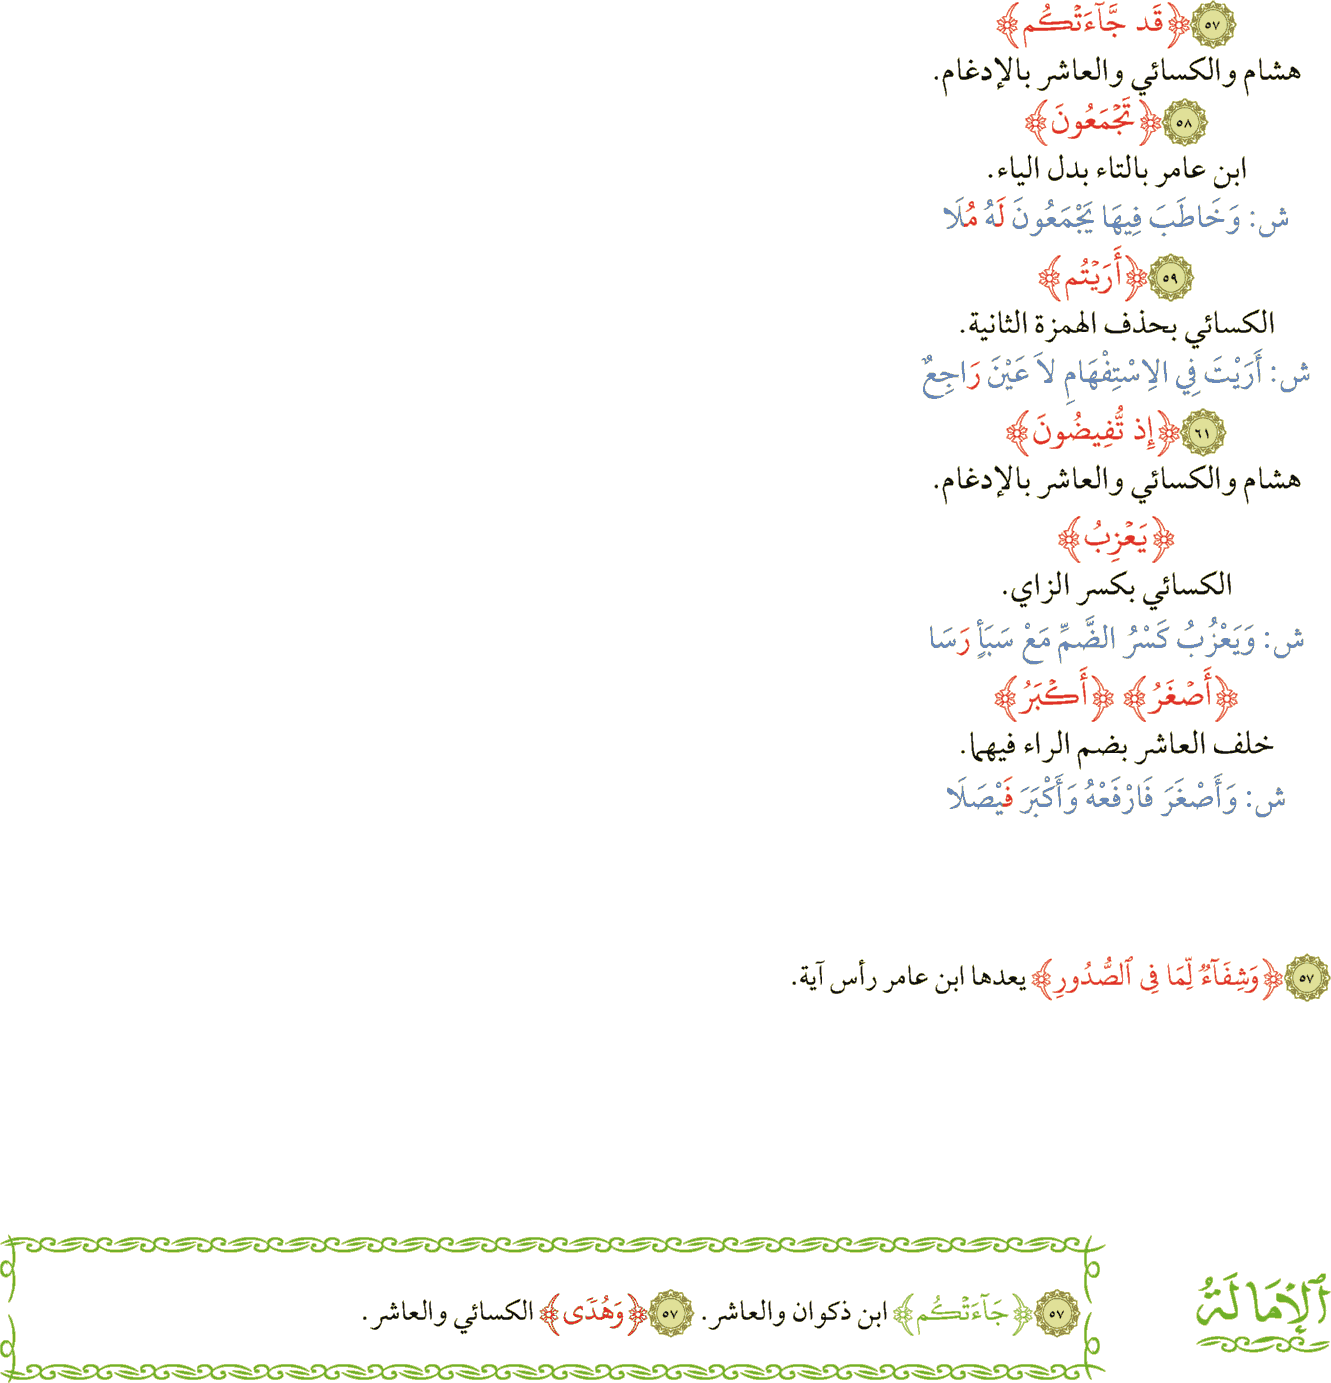 ٥٧ ﴿قَد جَّآءَتۡكُم﴾
هشام والكسائي والعاشر بالإدغام.
٥٨ ﴿تَجۡمَعُونَ﴾
ابن عامر بالتاء بدل الياء.
ش: وَخَاطَبَ فِيهَا يَجْمَعُونَ لَهُ مُلَا
٥٩ ﴿أَرَيۡتُم﴾
الكسائي بحذف الهمزة الثانية.
ش: أَرَيْتَ فِي الِاسْتِفْهَامِ لاَ عَيْنَ رَاجِعٌ
٦١ ﴿إِذ تُّفِيضُونَ﴾
هشام والكسائي والعاشر بالإدغام.
﴿يَعۡزِبُ﴾
الكسائي بكسر الزاي.
ش: وَيَعْزُبُ كَسْرُ الضَّمِّ مَعْ سَبَأٍ رَسَا
﴿أَصۡغَرُ﴾ ﴿أَكۡبَرُ﴾
خلف العاشر بضم الراء فيهما.
ش: وَأَصْغَرَ فَارْفَعْهُ وَأَكْبَرَ فَيْصَلَا
٥٧ ﴿وَشِفَآءٞ لِّمَا فِي ٱلصُّدُورِ﴾ يعدها ابن عامر رأس آية.
ٱلْإِمَالَةُ
٥٧ ﴿جَآءَتۡكُم﴾ ابن ذكوان والعاشر. ٥٧ ﴿وَهُدٗى﴾ الكسائي والعاشر.